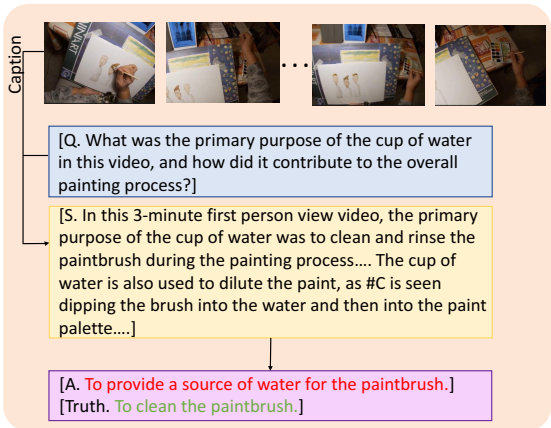 Caption
[Q. What was the primary purpose of the cup of water
in this video, and how did it contribute to the overall
painting process?]
[S. In this 3-minute first person view video, the primary
purpose of the cup of water was to clean and rinse the
paintbrush during the painting process.... The cup of
water is also used to dilute the paint, as #C is seen
dipping the brush into the water and then into the paint
palette....]
[A. To provide a source of water for the paintbrush.]
[Truth. To clean the paintbrush.]